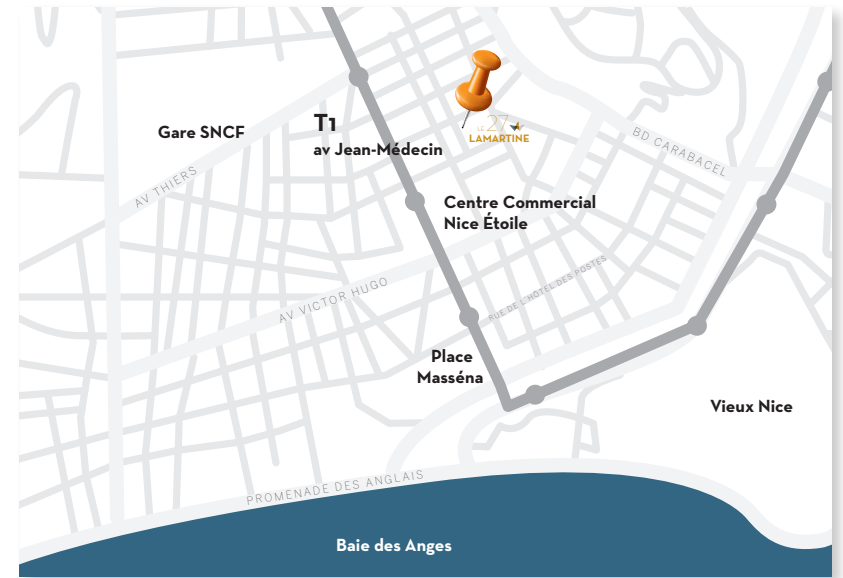 Gare SNCF
T1
av Jean-Médecin
LE 27
LAMARTINE
BD CARABACEL
AV THIERS
Centre Commercial
Nice Étoile
RUE DE L'HÔTEL DES POSTES
AV VICTOR HUGO
Place
Masséna
Vieux Nice
PROMENADE DES ANGLAIS
Baie des Anges